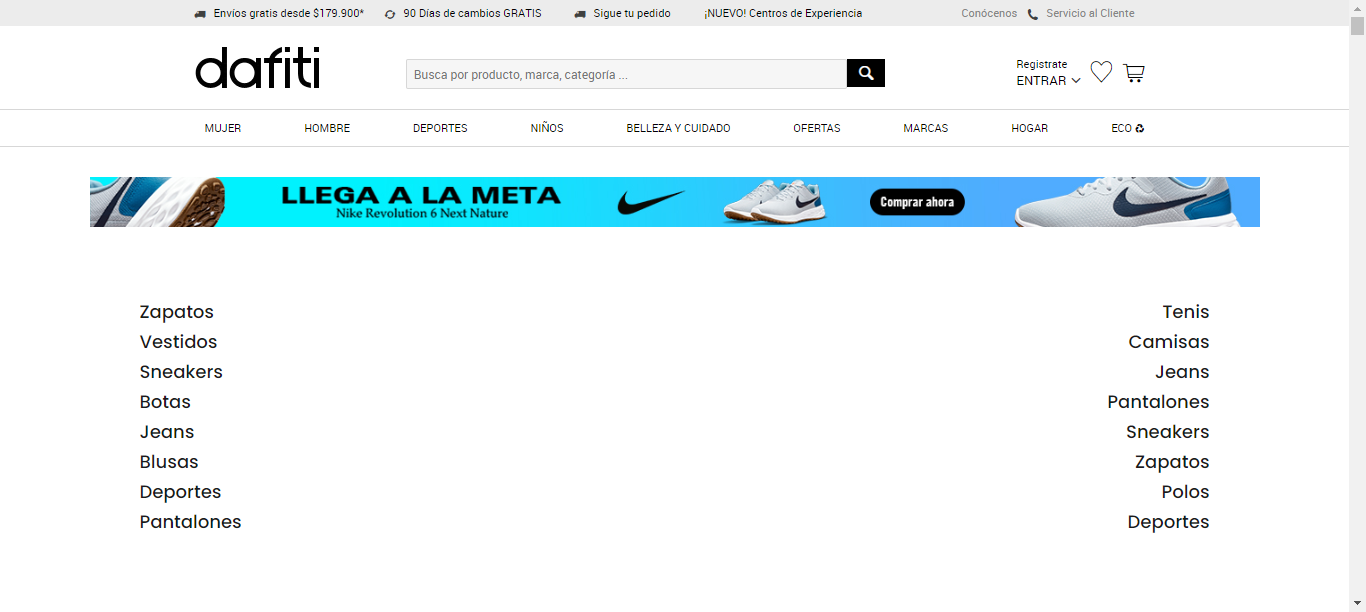 Envíos gratis desde $179.900* 90 Días de cambios GRATIS Sigue tu pedido ¡NUEVO! Centros de Experiencia Conócenos Servicio al Cliente
dafiti
Busca por producto, marca, categoría ...
Registrate
ENTRAR
MUJER HOMBRE DEPORTES NIÑOS BELLEZA Y CUIDADO OFERTAS MARCAS HOGAR ECO
LLEGA A LA META
Nike Revolution 6 Next Nature
Comprar ahora
Zapatos
Vestidos
Sneakers
Botas
Jeans
Blusas
Deportes
Pantalones
Tenis
Camisas
Jeans
Pantalones
Sneakers
Zapatos
Polos
Deportes